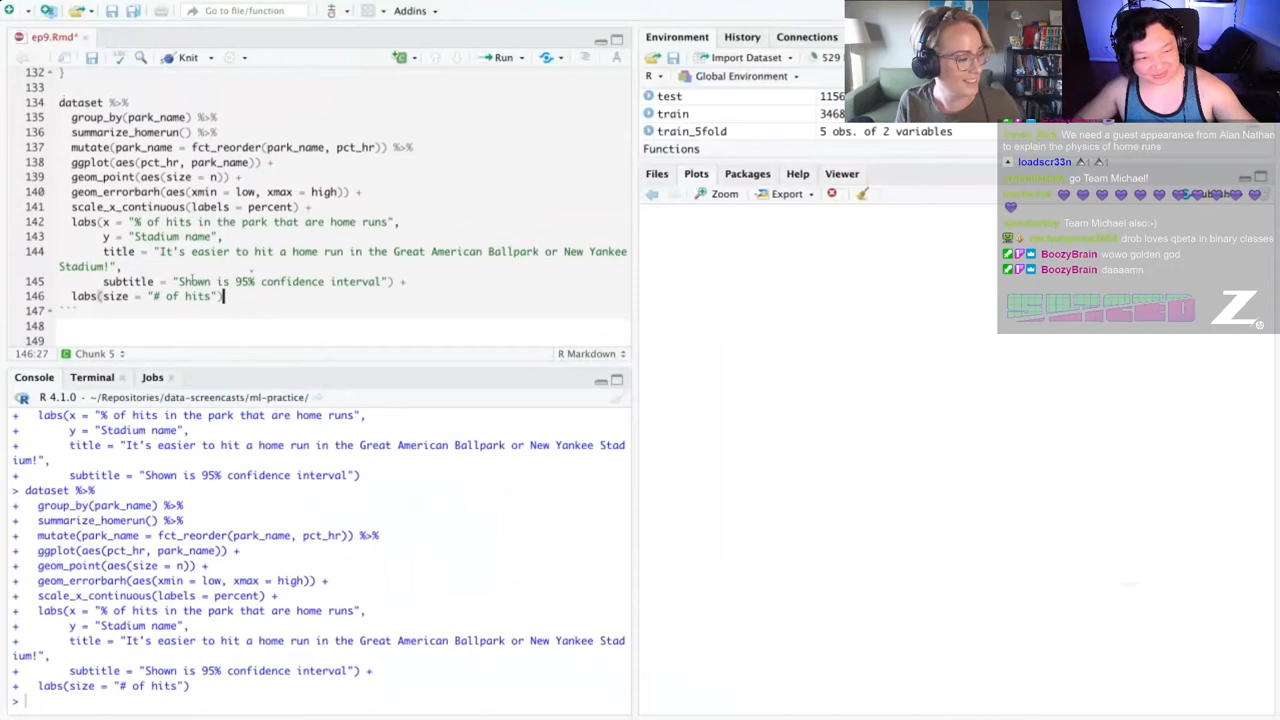 Go to file/function
Addins
ep9.Rmd*
Knit
Run
132 }
133
134 dataset %>%
135 group_by(park_name) %>%
136 summarize_homerun() %>%
137 mutate(park_name = fct_reorder(park_name, pct_hr)) %>%
138 ggplot(aes(pct_hr, park_name)) +
139 geom_point(aes(size = n)) +
140 geom_errorbarh(aes(xmin = low, xmax = high)) +
141 scale_x_continuous(labels = percent) +
142 labs(x = "% of hits in the park that are home runs",
143 y = "Stadium name",
144 title = "It's easier to hit a home run in the Great American Ballpark or New Yankee
Stadium!",
145 subtitle = "Shown is 95% confidence interval") +
146 labs(size = "# of hits")
147 ```
148
149
146:27 Chunk 5 R Markdown
Console Terminal Jobs
R 4.1.0 · ~/Repositories/data-screencasts/ml-practice/
+ labs(x = "% of hits in the park that are home runs",
+ y = "Stadium name",
+ title = "It's easier to hit a home run in the Great American Ballpark or New Yankee Stad
ium!",
+ subtitle = "Shown is 95% confidence interval")
> dataset %>%
+ group_by(park_name) %>%
+ summarize_homerun() %>%
+ mutate(park_name = fct_reorder(park_name, pct_hr)) %>%
+ ggplot(aes(pct_hr, park_name)) +
+ geom_point(aes(size = n)) +
+ geom_errorbarh(aes(xmin = low, xmax = high)) +
+ scale_x_continuous(labels = percent) +
+ labs(x = "% of hits in the park that are home runs",
+ y = "Stadium name",
+ title = "It's easier to hit a home run in the Great American Ballpark or New Yankee Stad
ium!",
+ subtitle = "Shown is 95% confidence interval") +
+ labs(size = "# of hits")
>
Environment History Connections
Import Dataset 529
R Global Environment
test 1156
train 3468
train_5fold 5 obs. of 2 variables
Functions
Files Plots Packages Help Viewer
Zoom Export
We need a guest appearance from Alan Nathan
to explain the physics of home runs
loadscr33n
go Team Michael!
Team Michael also:-)
drob loves qbeta in binary classes
BoozyBrain wowo golden god
BoozyBrain daaaamn
SLICED